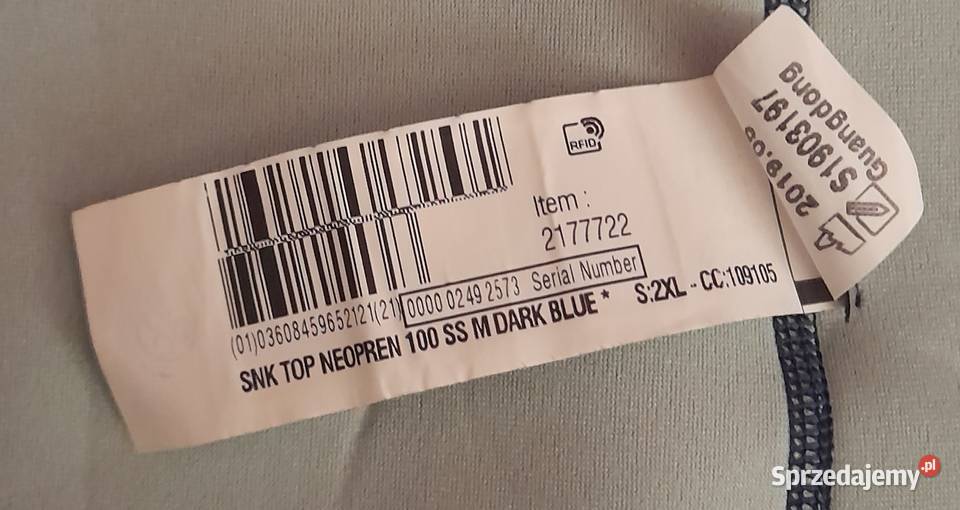 RFID
Item :
2177722
(01)03608459652121(21)0000 0249 2573 Serial Number
SNK TOP NEOPREN 100 SS M DARK BLUE * S:2XL - CC:109105
2019.08
S1903197
Guangdong
Sprzedajemy.pl